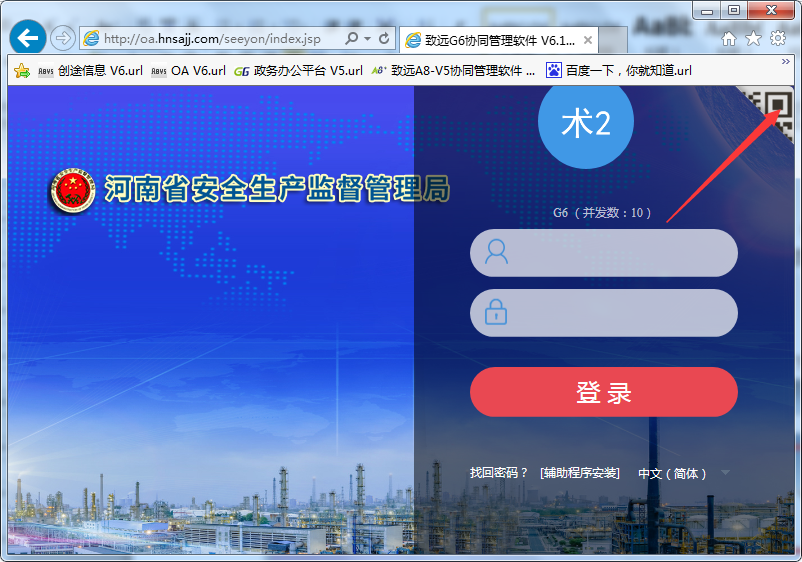 http://oa.hnsajj.com/seeyon/index.jsp
致远G6协同管理软件 V6.1...
创途信息 V6.url
OA V6.url
政务办公平台 V5.url
致远A8-V5协同管理软件 ...
百度一下，你就知道.url
术2
河南省安全生产监督管理局
G6（并发数：10）
登录
找回密码？ [辅助程序安装] 中文（简体）